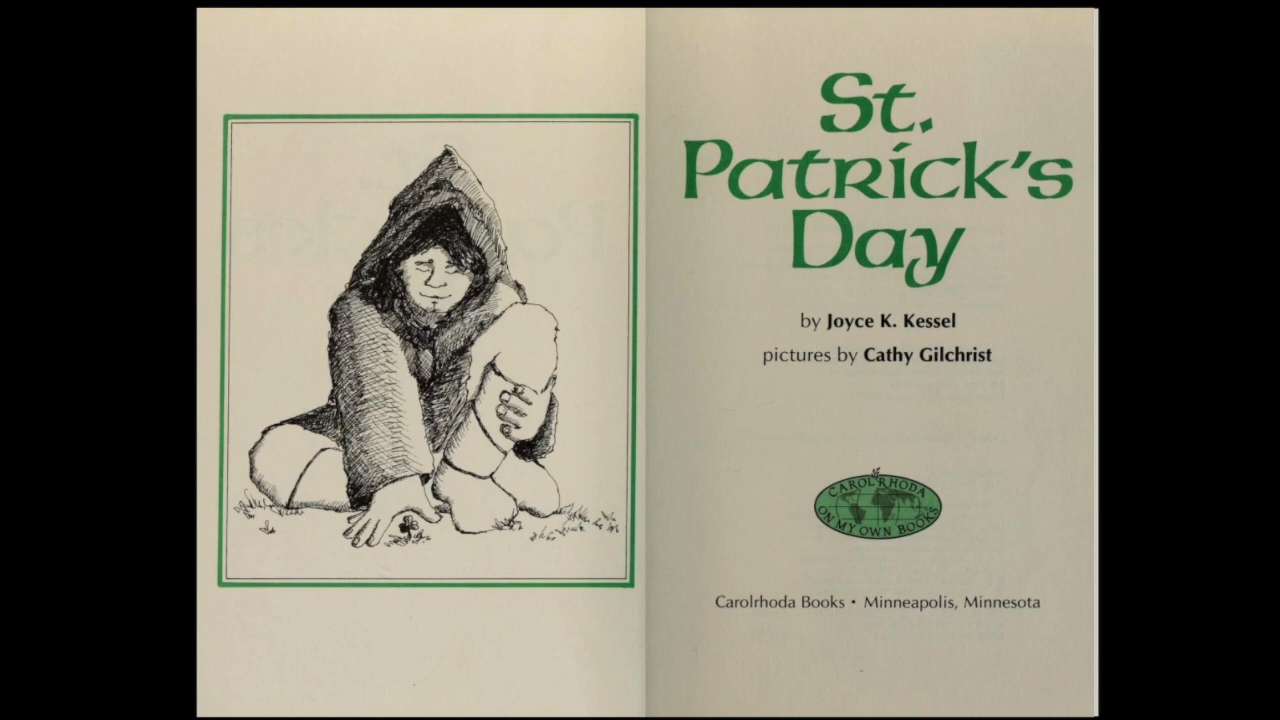 St.
Patrick's
Day
by Joyce K. Kessel
pictures by Cathy Gilchrist
CAROLRHODA
ON MY OWN BOOKS
Carolrhoda Books • Minneapolis, Minnesota